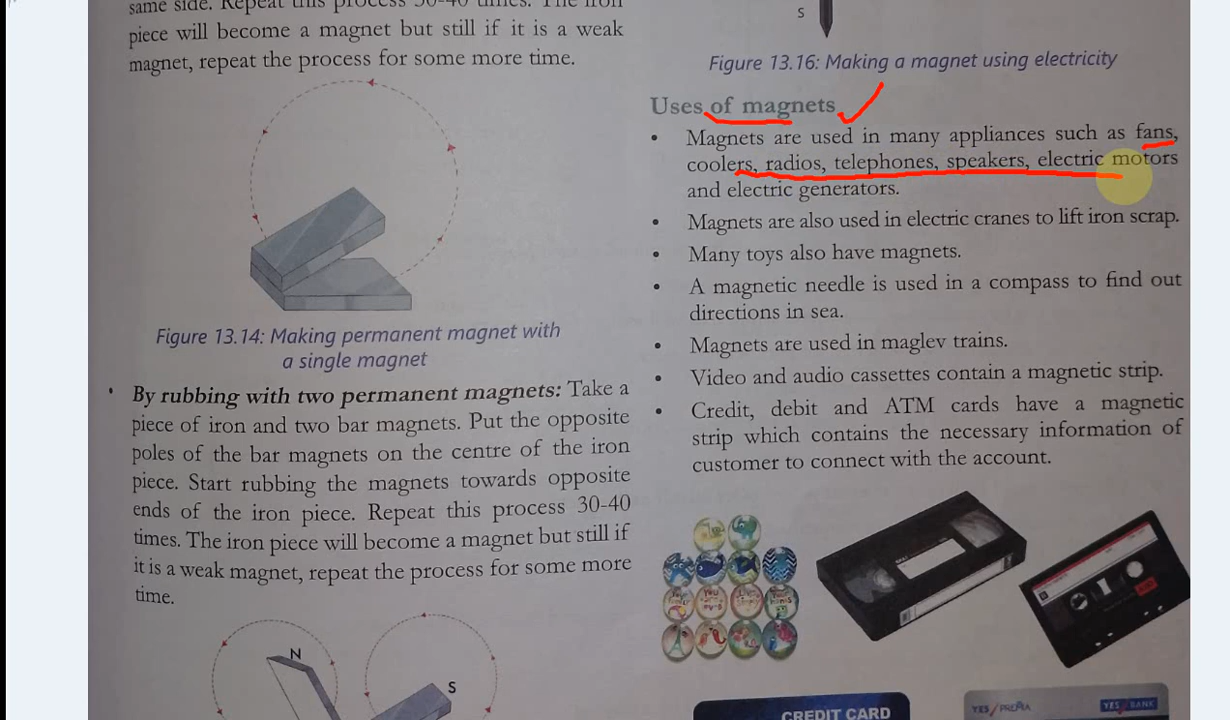 same side. Repeat this process 30-40 times. The iron
piece will become a magnet but still if it is a weak
magnet, repeat the process for some more time.
Figure 13.14: Making permanent magnet with
a single magnet
• By rubbing with two permanent magnets: Take a
piece of iron and two bar magnets. Put the opposite
poles of the bar magnets on the centre of the iron
piece. Start rubbing the magnets towards opposite
ends of the iron piece. Repeat this process 30-40
times. The iron piece will become a magnet but still if
it is a weak magnet, repeat the process for some more
time.
N
S
S
Figure 13.16: Making a magnet using electricity
Uses of magnets
• Magnets are used in many appliances such as fans,
coolers, radios, telephones, speakers, electric motors
and electric generators.
• Magnets are also used in electric cranes to lift iron scrap.
• Many toys also have magnets.
• A magnetic needle is used in a compass to find out
directions in sea.
• Magnets are used in maglev trains.
• Video and audio cassettes contain a magnetic strip.
• Credit, debit and ATM cards have a magnetic
strip which contains the necessary information of
customer to connect with the account.
CREDIT CARD
YES PREMIA
YES BANK